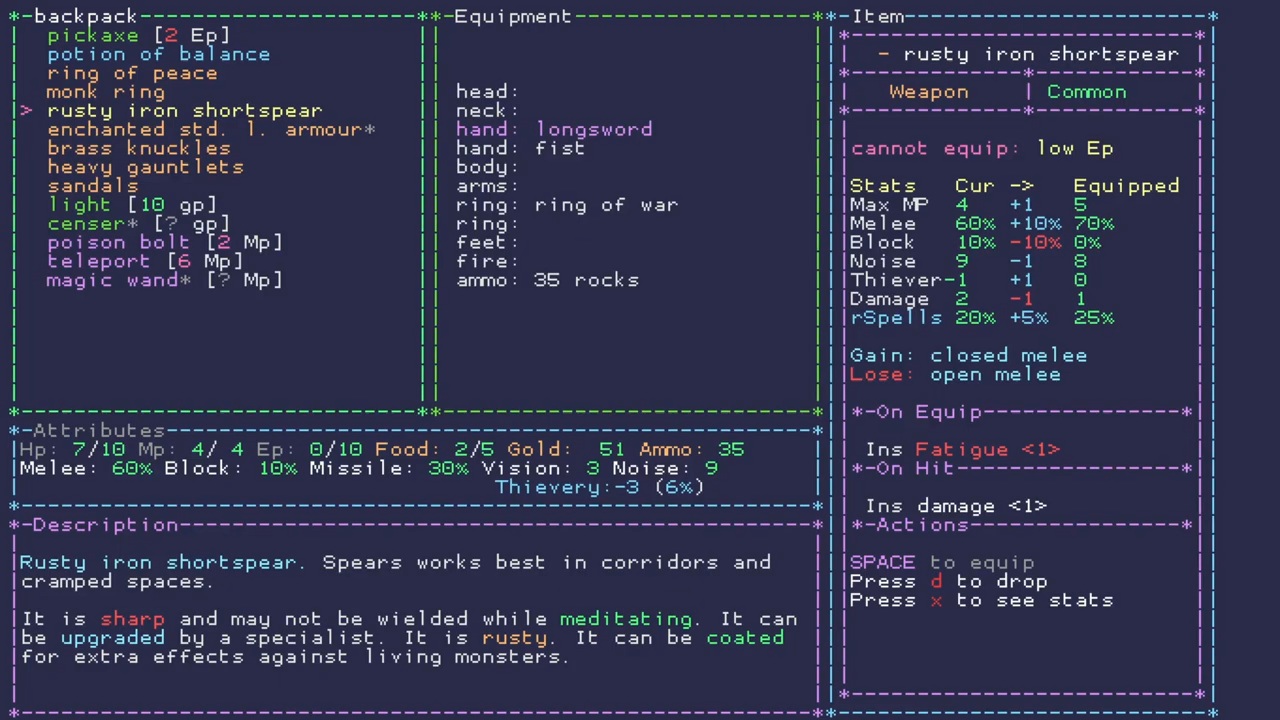 backpack
pickaxe [2 Ep]
potion of balance
ring of peace
monk ring
> rusty iron shortspear
enchanted std. l. armour*
brass knuckles
heavy gauntlets
sandals
light [10 gp]
censer* [? gp]
poison bolt [2 Mp]
teleport [6 Mp]
magic wand* [? Mp]
Equipment
head:
neck:
hand: longsword
hand: fist
body:
arms:
ring: ring of war
ring:
feet:
fire:
ammo: 35 rocks
Attributes
Hp: 7/10 Mp: 4/ 4 Ep: 0/10 Food: 2/5 Gold: 51 Ammo: 35
Melee: 60% Block: 10% Missile: 30% Vision: 3 Noise: 9
Thievery:-3 (6%)
Description
Rusty iron shortspear. Spears works best in corridors and
cramped spaces.
It is sharp and may not be wielded while meditating. It can
be upgraded by a specialist. It is rusty. It can be coated
for extra effects against living monsters.
Item
- rusty iron shortspear
Weapon | Common
cannot equip: low Ep
Stats Cur -> Equipped
Max MP 4 +1 5
Melee 60% +10% 70%
Block 10% -10% 0%
Noise 9 -1 8
Thiever-1 +1 0
Damage 2 -1 1
rSpells 20% +5% 25%
Gain: closed melee
Lose: open melee
On Equip
Ins Fatigue <1>
On Hit
Ins damage <1>
Actions
SPACE to equip
Press d to drop
Press x to see stats